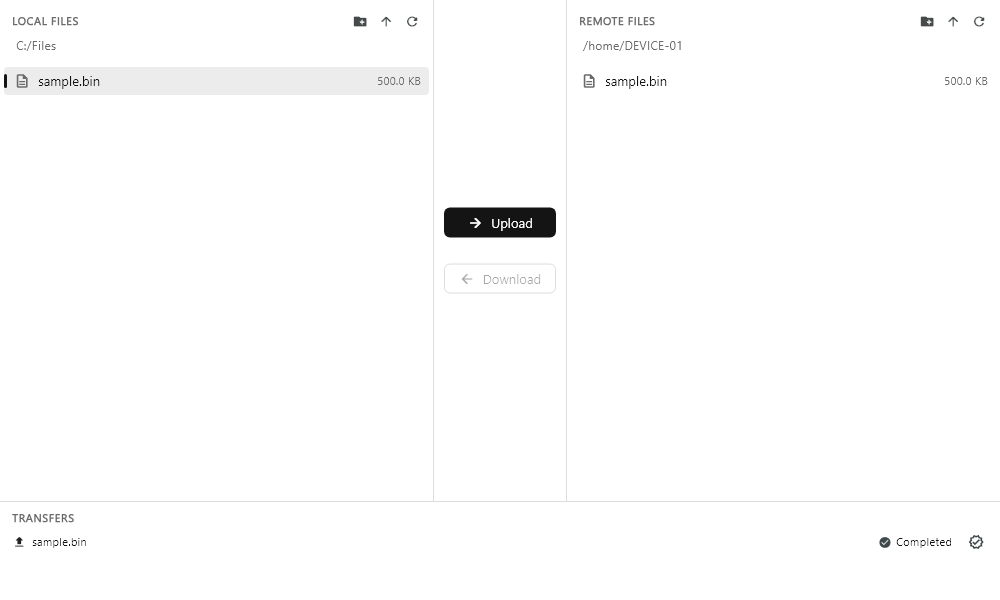 LOCAL FILES
C:/Files
sample.bin 500.0 KB
Upload
Download
REMOTE FILES
/home/DEVICE-01
sample.bin 500.0 KB
TRANSFERS
sample.bin Completed